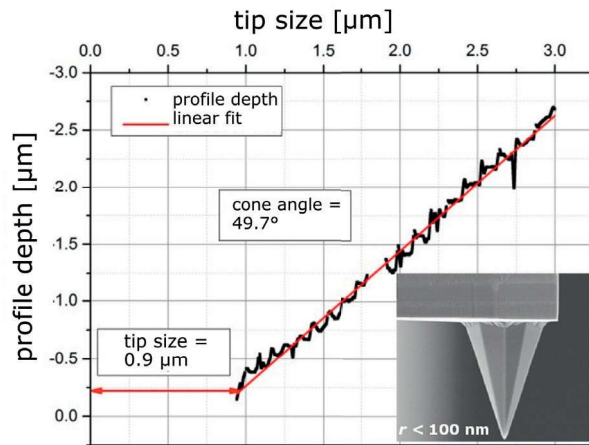 tip size [µm]
0.0 0.5 1.0 1.5 2.0 2.5 3.0
-3.0
profile depth
linear fit
-2.5
-2.0
cone angle =
49.7°
-1.5
profile depth [µm]
-1.0
tip size =
0.9 µm
-0.5
0.0
r < 100 nm